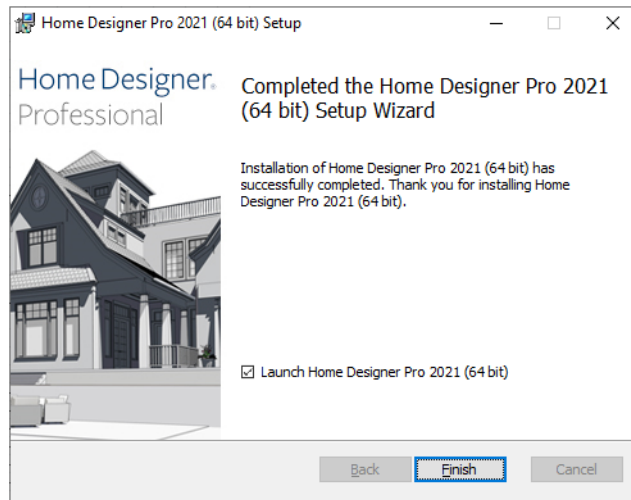 Home Designer Pro 2021 (64 bit) Setup
Home Designer®
Professional
Completed the Home Designer Pro 2021
(64 bit) Setup Wizard
Installation of Home Designer Pro 2021 (64 bit) has
successfully completed. Thank you for installing Home
Designer Pro 2021 (64 bit).
Launch Home Designer Pro 2021 (64 bit)
Back Finish Cancel